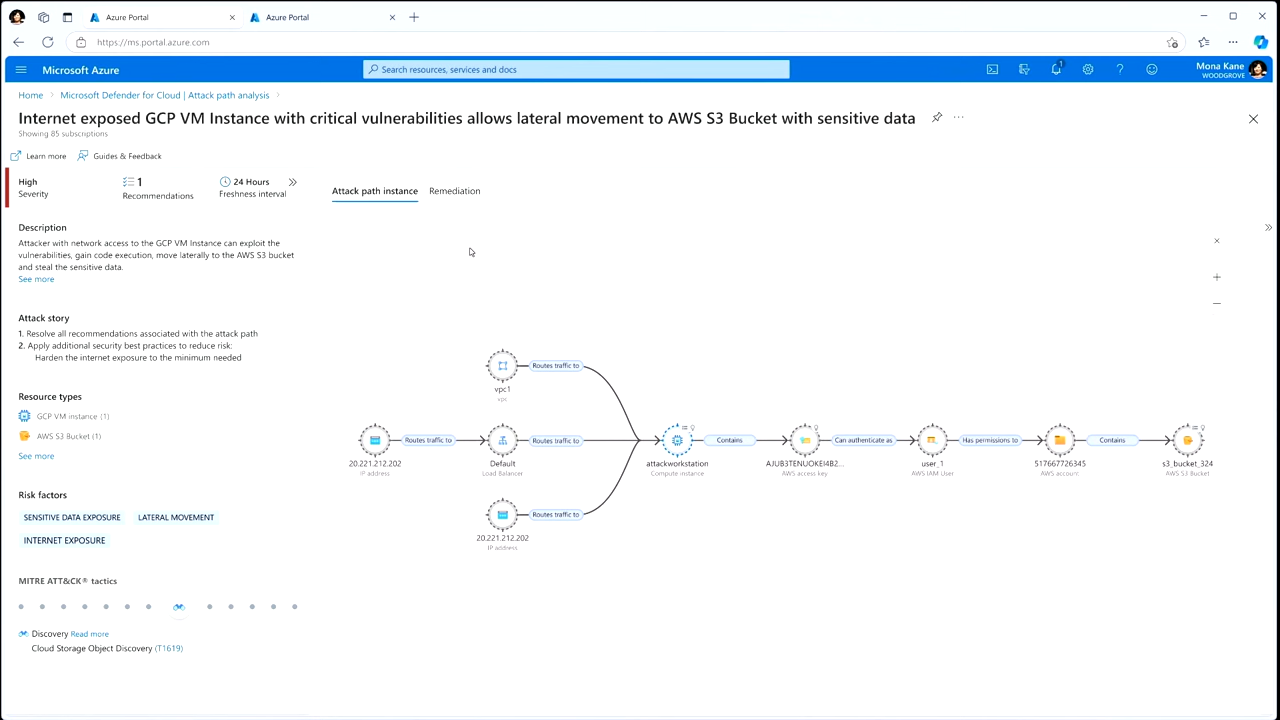 Azure Portal
Azure Portal
https://ms.portal.azure.com
Microsoft Azure
Search resources, services and docs
1
Mona Kane
WOODGROVE
Home
Microsoft Defender for Cloud | Attack path analysis
Internet exposed GCP VM Instance with critical vulnerabilities allows lateral movement to AWS S3 Bucket with sensitive data
Showing 85 subscriptions
Learn more
Guides & Feedback
High
Severity
1
Recommendations
24 Hours
Freshness interval
Attack path instance
Remediation
Description
Attacker with network access to the GCP VM Instance can exploit the
vulnerabilities, gain code execution, move laterally to the AWS S3 bucket
and steal the sensitive data.
See more
Attack story
1. Resolve all recommendations associated with the attack path
2. Apply additional security best practices to reduce risk:
Harden the internet exposure to the minimum needed
Resource types
GCP VM instance (1)
AWS S3 Bucket (1)
See more
Risk factors
SENSITIVE DATA EXPOSURE
LATERAL MOVEMENT
INTERNET EXPOSURE
MITRE ATT&CK® tactics
Discovery Read more
Cloud Storage Object Discovery (T1619)
Routes traffic to
vpc1
vps
Routes traffic to
Routes traffic to
Contains
Can authenticate as
Has permissions to
Contains
20.221.212.202
IP address
Default
Load Balancer
attackworkstation
Compute instance
AJUB3TENUOKEI4B2...
AWS access key
user_1
AWS IAM User
517667726345
AWS account
s3_bucket_324
AWS S3 Bucket
Routes traffic to
20.221.212.202
IP address